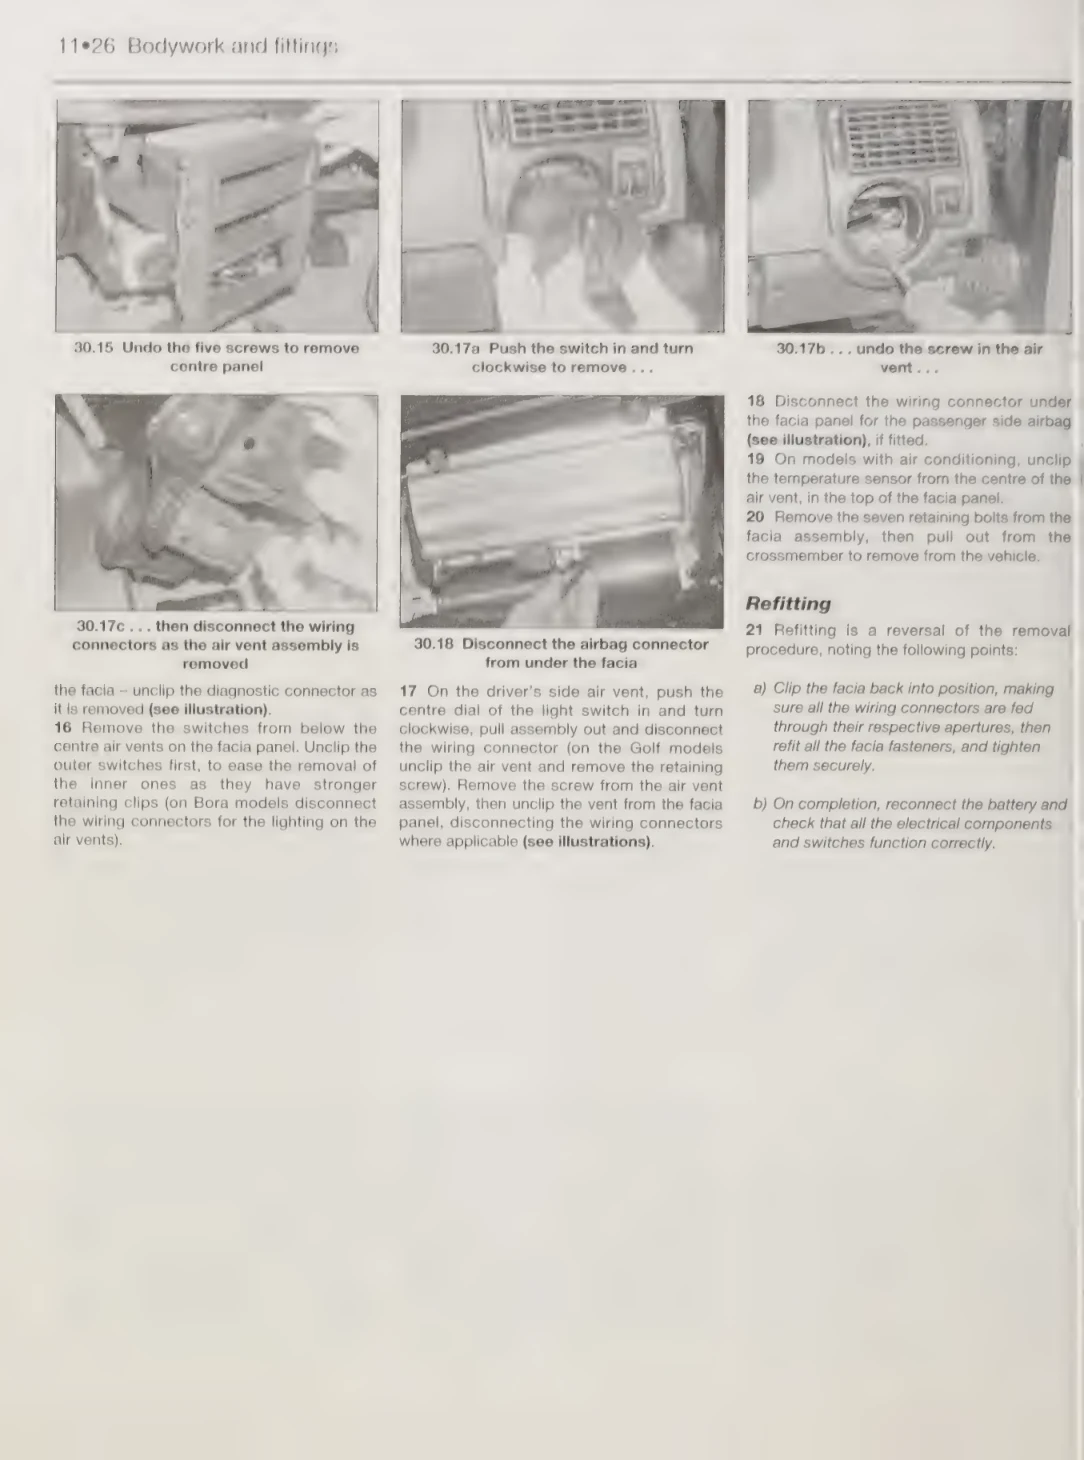 11•26 Bodywork and fittings
30.15 Undo the five screws to remove
centre panel
30.17a Push the switch in and turn
clockwise to remove . . .
30.17b . . . undo the screw in the air
vent . . .
30.17c . . . then disconnect the wiring
connectors as the air vent assembly is
removed
30.18 Disconnect the airbag connector
from under the facia
the facia – unclip the diagnostic connector as
it is removed (see illustration).
16 Remove the switches from below the
centre air vents on the facia panel. Unclip the
outer switches first, to ease the removal of
the inner ones as they have stronger
retaining clips (on Bora models disconnect
the wiring connectors for the lighting on the
air vents).
17 On the driver's side air vent, push the
centre dial of the light switch in and turn
clockwise, pull assembly out and disconnect
the wiring connector (on the Golf models
unclip the air vent and remove the retaining
screw). Remove the screw from the air vent
assembly, then unclip the vent from the facia
panel, disconnecting the wiring connectors
where applicable (see illustrations).
18 Disconnect the wiring connector under
the facia panel for the passenger side airbag
(see illustration), if fitted.
19 On models with air conditioning, unclip
the temperature sensor from the centre of the
air vent, in the top of the facia panel.
20 Remove the seven retaining bolts from the
facia assembly, then pull out from the
crossmember to remove from the vehicle.
Refitting
21 Refitting is a reversal of the removal
procedure, noting the following points:
a) Clip the facia back into position, making
sure all the wiring connectors are fed
through their respective apertures, then
refit all the facia fasteners, and tighten
them securely.
b) On completion, reconnect the battery and
check that all the electrical components
and switches function correctly.